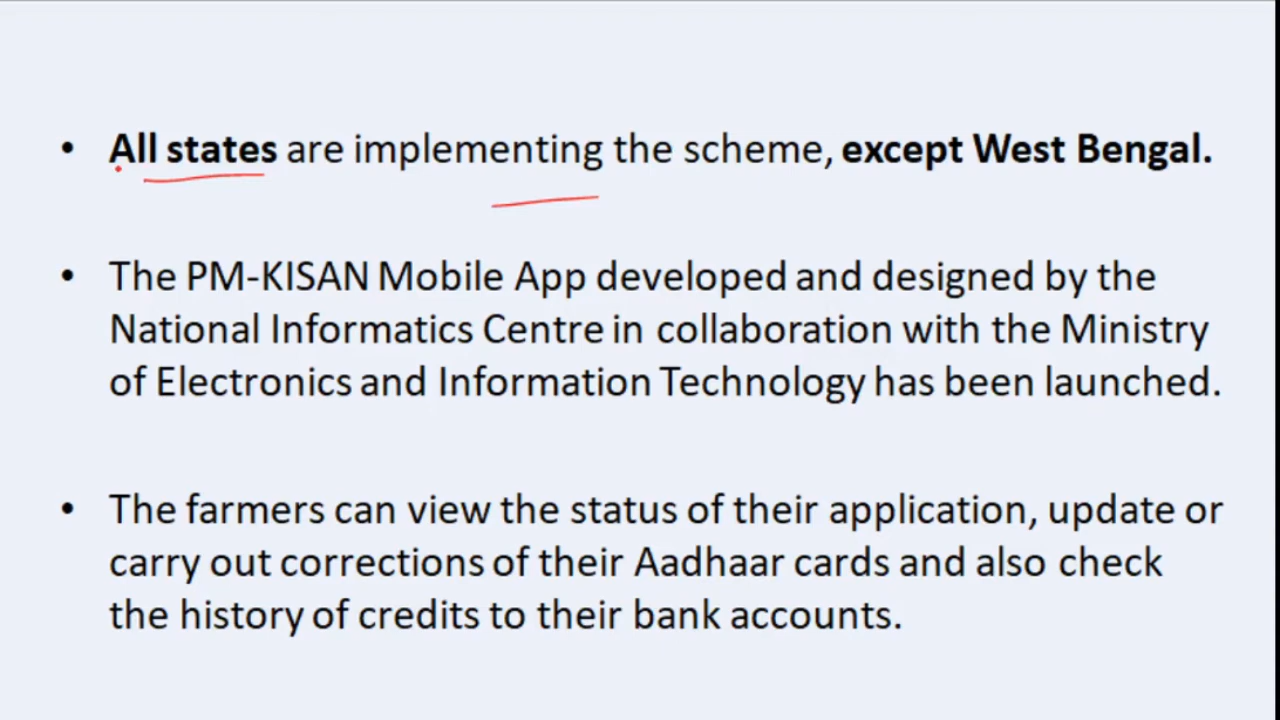 • All states are implementing the scheme, except West Bengal.
• The PM-KISAN Mobile App developed and designed by the
National Informatics Centre in collaboration with the Ministry
of Electronics and Information Technology has been launched.
• The farmers can view the status of their application, update or
carry out corrections of their Aadhaar cards and also check
the history of credits to their bank accounts.